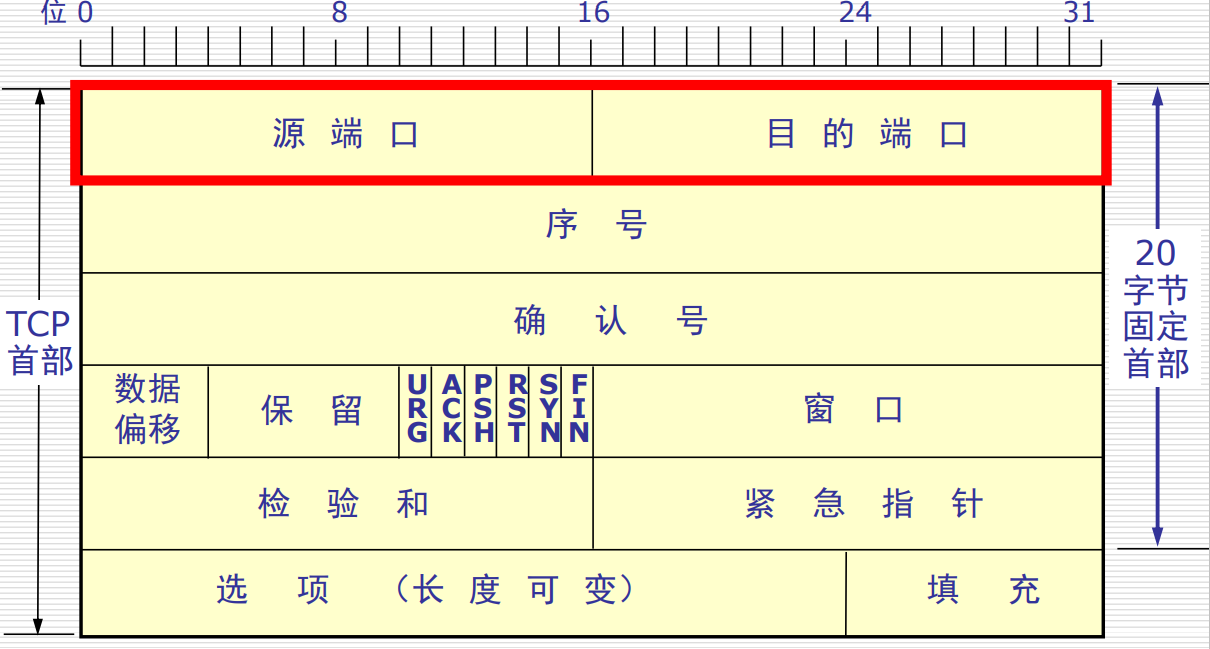 位 0 8 16 24 31
源 端 口 目 的 端 口
序 号
确 认 号
数据
偏移
保 留
URG
ACK
PSH
RST
SYN
FIN
窗 口
检 验 和 紧 急 指 针
选 项 （长 度 可 变） 填 充
TCP
首部
20
字节
固定
首部